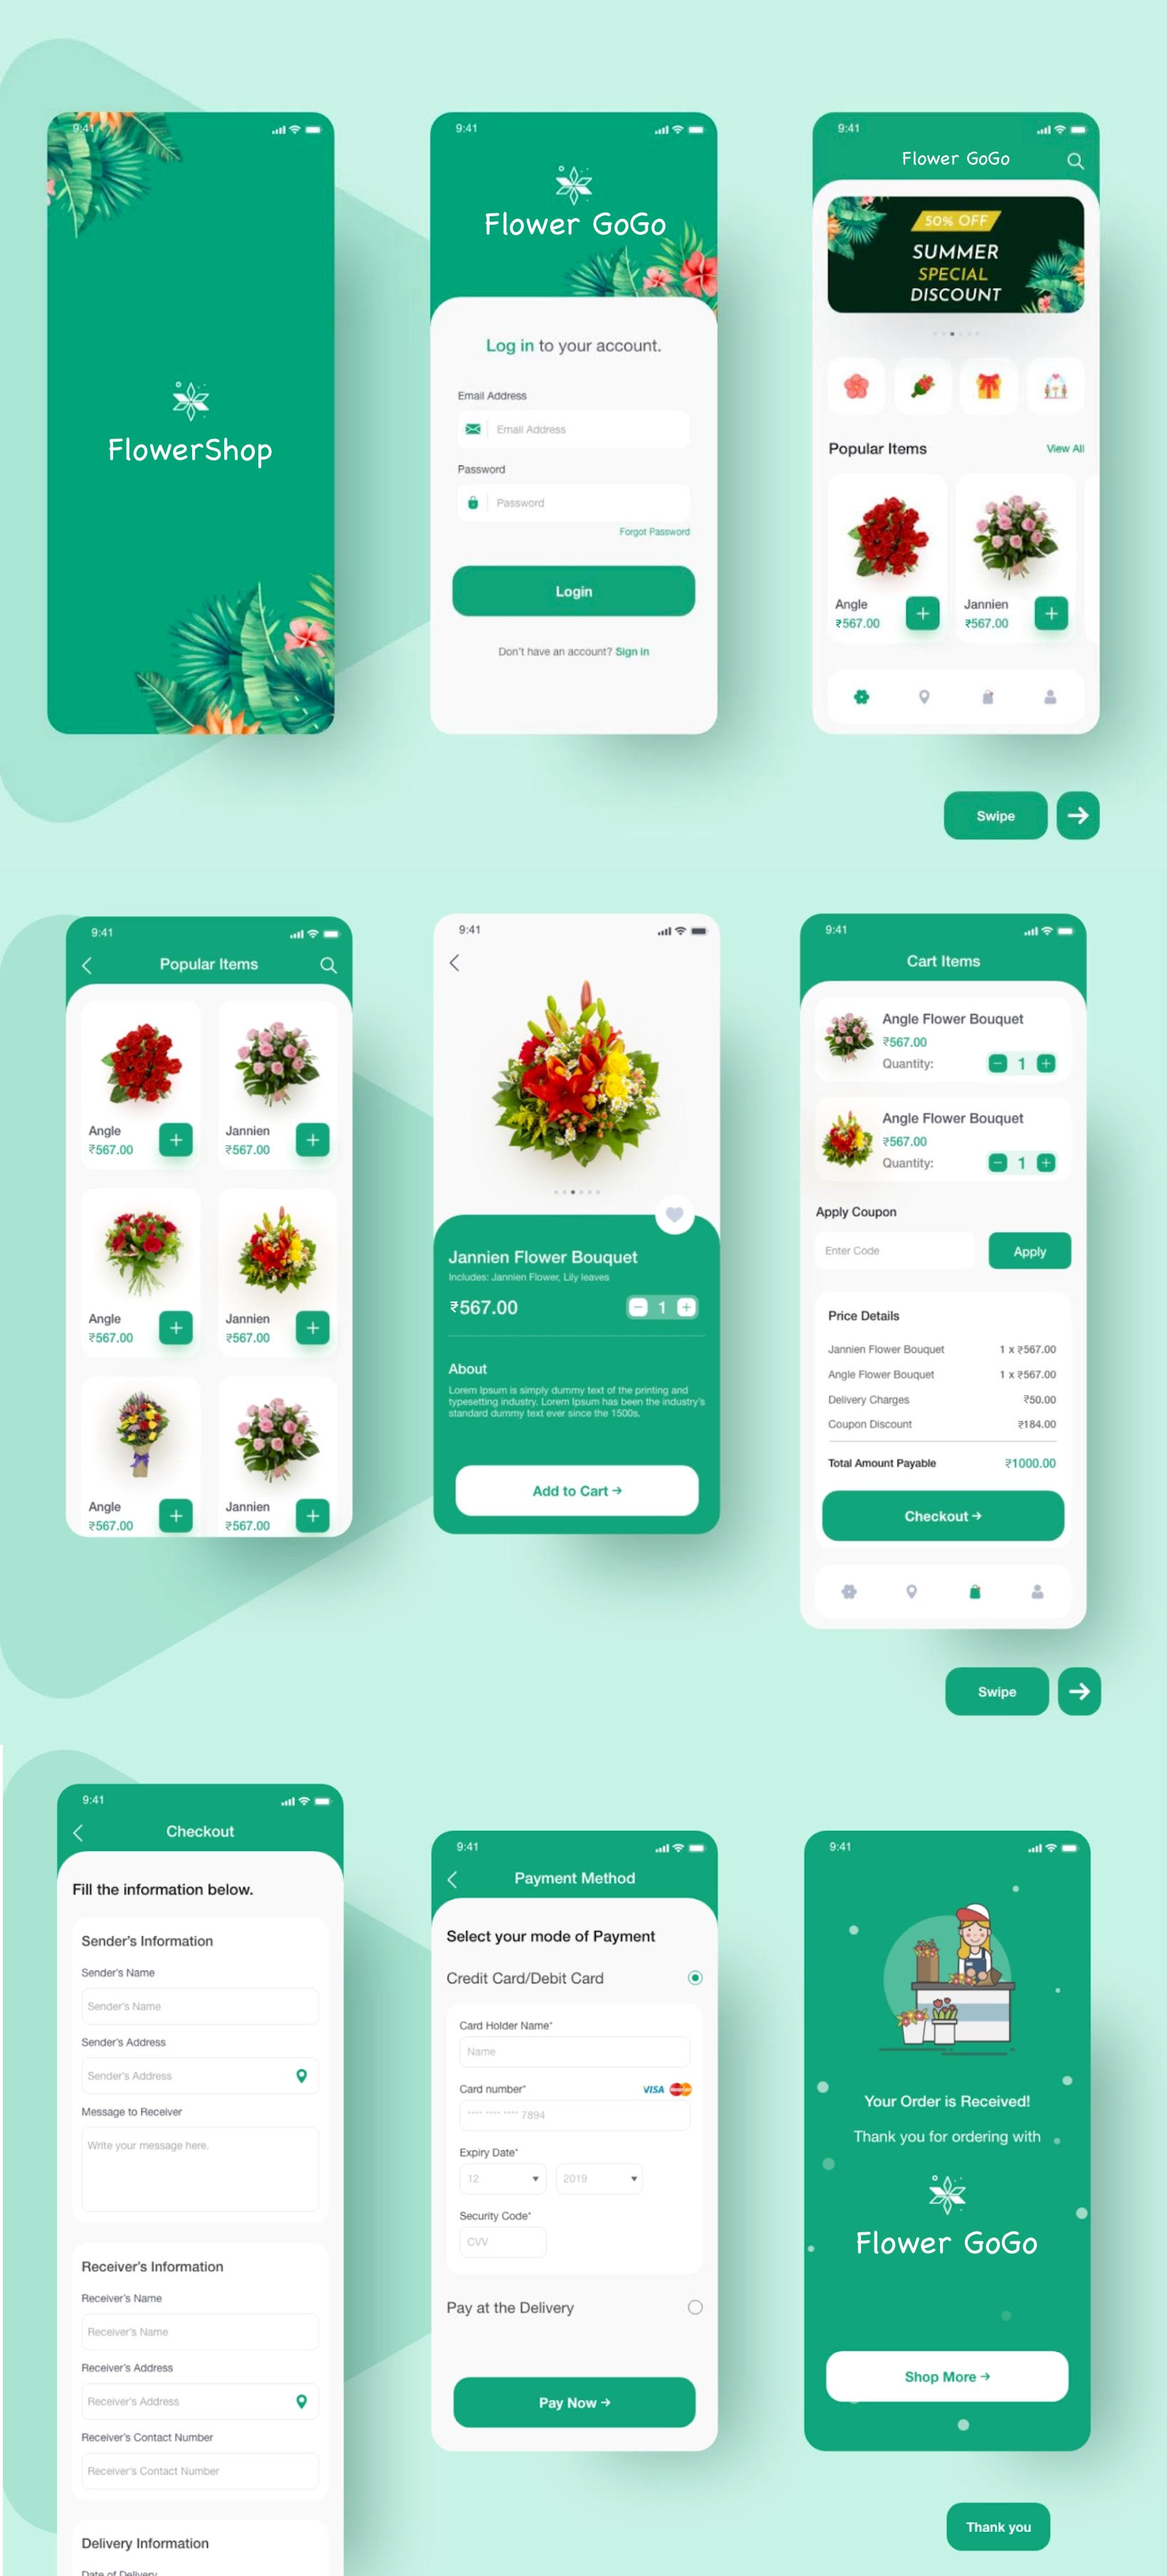 9:41
FlowerShop
9:41
Flower GoGo
Log in to your account.
Email Address
Email Address
Password
Password
Forgot Password
Login
Don't have an account? Sign in
9:41
Flower GoGo
50% OFF
SUMMER
SPECIAL
DISCOUNT
Popular Items
View All
Angle
₹567.00
+
Jannien
₹567.00
+
Swipe →
9:41
Popular Items
Angle
₹567.00
+
Jannien
₹567.00
+
Angle
₹567.00
+
Jannien
₹567.00
+
Angle
₹567.00
+
Jannien
₹567.00
+
9:41
Jannien Flower Bouquet
Includes: Jannien Flower, Lily leaves
₹567.00
− 1 +
About
Lorem Ipsum is simply dummy text of the printing and
typesetting industry. Lorem Ipsum has been the industry's
standard dummy text ever since the 1500s.
Add to Cart →
9:41
Cart Items
Angle Flower Bouquet
₹567.00
Quantity: − 1 +
Angle Flower Bouquet
₹567.00
Quantity: − 1 +
Apply Coupon
Enter Code
Apply
Price Details
Jannien Flower Bouquet 1 x ₹567.00
Angle Flower Bouquet 1 x ₹567.00
Delivery Charges ₹50.00
Coupon Discount ₹184.00
Total Amount Payable ₹1000.00
Checkout →
Swipe →
9:41
Checkout
Fill the information below.
Sender's Information
Sender's Name
Sender's Name
Sender's Address
Sender's Address
Message to Receiver
Write your message here.
Receiver's Information
Receiver's Name
Receiver's Name
Receiver's Address
Receiver's Address
Receiver's Contact Number
Receiver's Contact Number
Delivery Information
Date of Delivery
9:41
Payment Method
Select your mode of Payment
Credit Card/Debit Card
Card Holder Name*
Name
Card number*
VISA
**** **** **** 7894
Expiry Date*
12
2019
Security Code*
CVV
Pay at the Delivery
Pay Now →
9:41
Your Order is Received!
Thank you for ordering with
Flower GoGo
Shop More →
Thank you